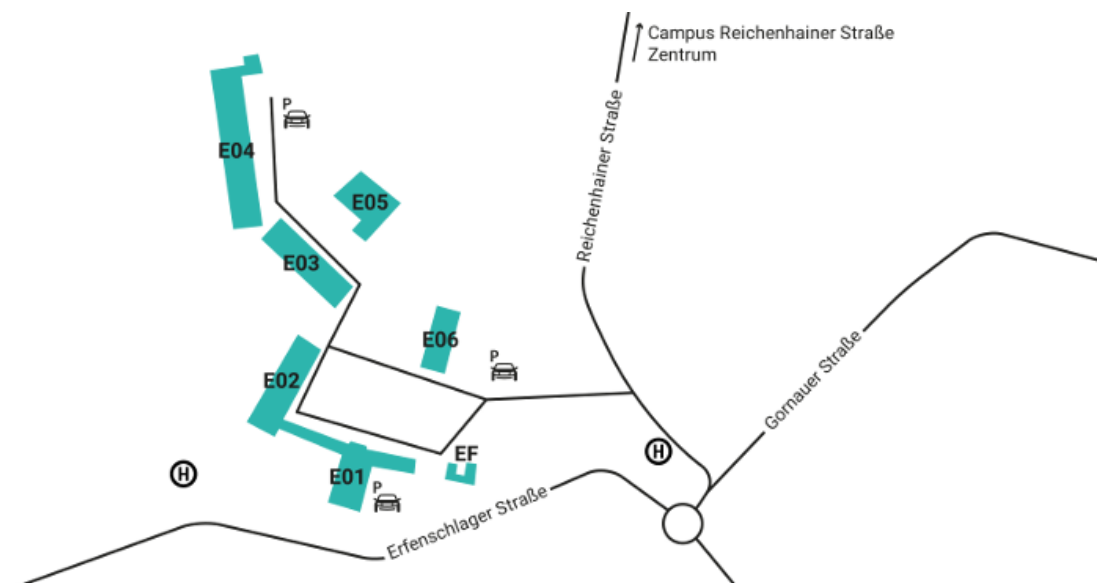 Campus Reichenhainer Straße
Zentrum
Reichenhainer Straße
P
E04
E05
E03
E06
P
E02
Gornauer Straße
EF
H
H
E01
P
Erfenschlager Straße